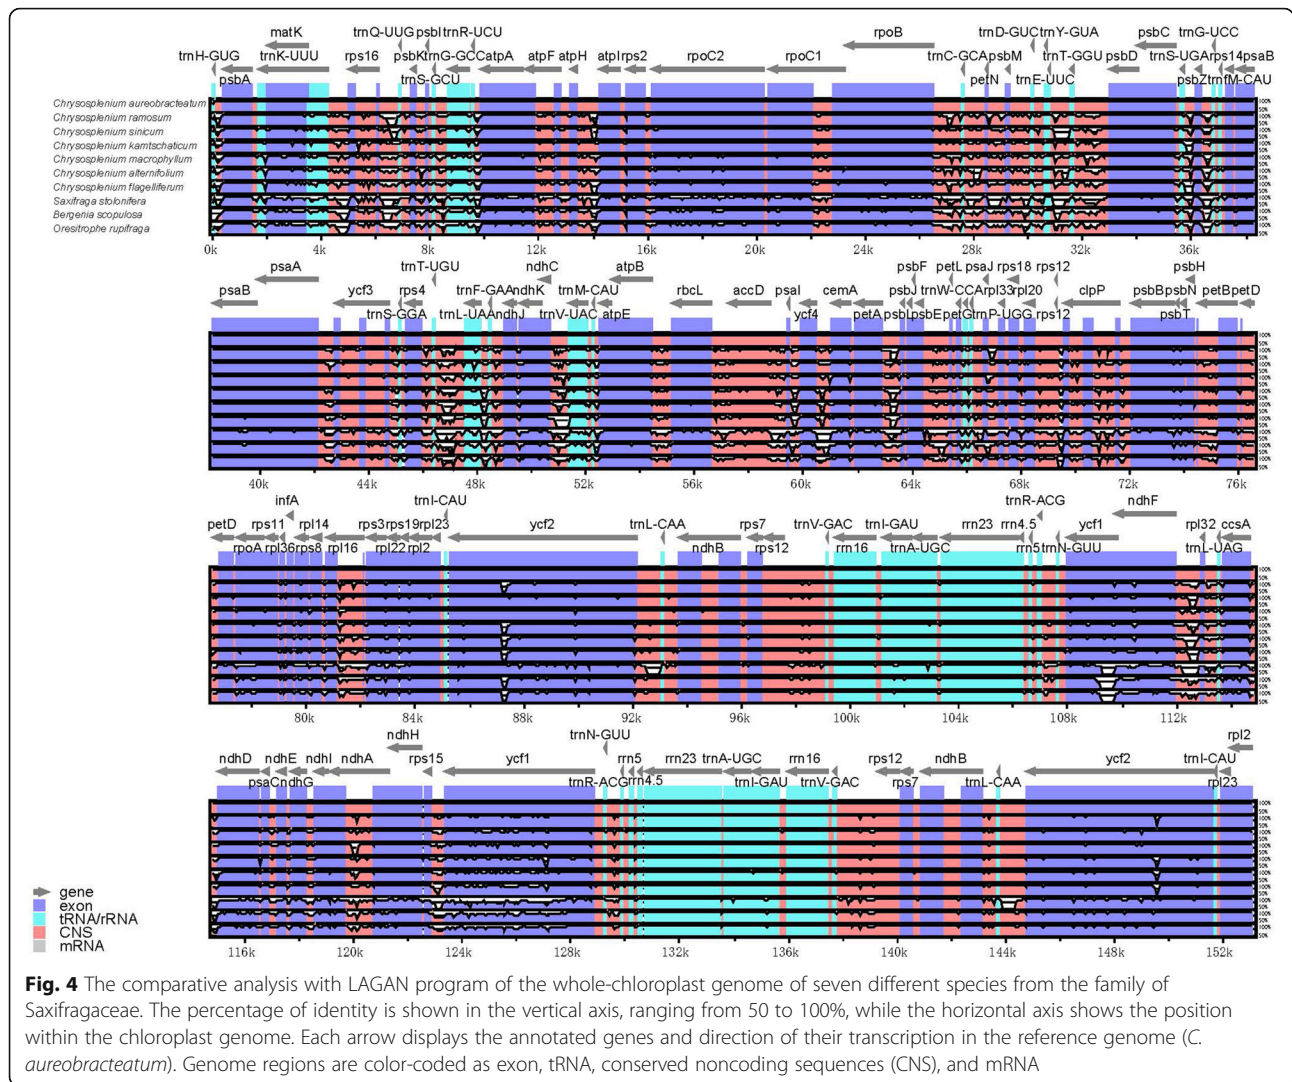 matK trnQ-UUG psbI trnR-UCU rpoB trnD-GUC trnY-GUA psbC trnG-UCC
trnH-GUG trnK-UUU rps16 psbK trnG-GCC atpA atpF atpH atpI rps2 rpoC2 rpoC1 trnC-GCA psbM trnT-GGU psbD trnS-UGA rps14 psaB
psbA trnS-GCU petN trnE-UUC psbZ trnfM-CAU
Chrysosplenium aureobracteatum
Chrysosplenium ramosum
Chrysosplenium sinicum
Chrysosplenium kamtschaticum
Chrysosplenium macrophyllum
Chrysosplenium alternifolium
Chrysosplenium flagelliferum
Saxifraga stolonifera
Bergenia scopulosa
Oresitrophe rupifraga
0k 4k 8k 12k 16k 20k 24k 28k 32k 36k
psaA trnT-UGU ndhC atpB psbF petL psaJ rps18 rps12 psbH
psaB ycf3 rps4 trnF-GAA ndhK trnM-CAU rbcL accD psaI cemA psbJ trnW-CCA rpl33 rpl20 clpP psbB psbN petB petD
trnS-GGA trnL-UAA ndhJ trnV-UAC atpE ycf4 petA psbL psbE petG trnP-UGG rps12 psbT
40k 44k 48k 52k 56k 60k 64k 68k 72k 76k
infA trnI-CAU trnR-ACG ndhF
petD rps11 rpl14 rps3 rps19 rpl23 ycf2 trnL-CAA rps7 trnV-GAC trnI-GAU rrn23 rrn4.5 ycf1 rpl32 ccsA
rpoA rpl36 rps8 rpl16 rpl22 rpl2 ndhB rps12 rrn16 trnA-UGC rrn5 trnN-GUU trnL-UAG
80k 84k 88k 92k 96k 100k 104k 108k 112k
ndhH trnN-GUU rpl2
ndhD ndhE ndhI ndhA rps15 ycf1 rrn5 rrn23 trnA-UGC rrn16 rps12 ndhB ycf2 trnI-CAU
psaC ndhG trnR-ACG rrn4.5 trnI-GAU trnV-GAC rps7 trnL-CAA rpl23
116k 120k 124k 128k 132k 136k 140k 144k 148k 152k
gene
exon
tRNA/rRNA
CNS
mRNA
Fig. 4 The comparative analysis with LAGAN program of the whole-chloroplast genome of seven different species from the family of
Saxifragaceae. The percentage of identity is shown in the vertical axis, ranging from 50 to 100%, while the horizontal axis shows the position
within the chloroplast genome. Each arrow displays the annotated genes and direction of their transcription in the reference genome (C.
aureobracteatum). Genome regions are color-coded as exon, tRNA, conserved noncoding sequences (CNS), and mRNA